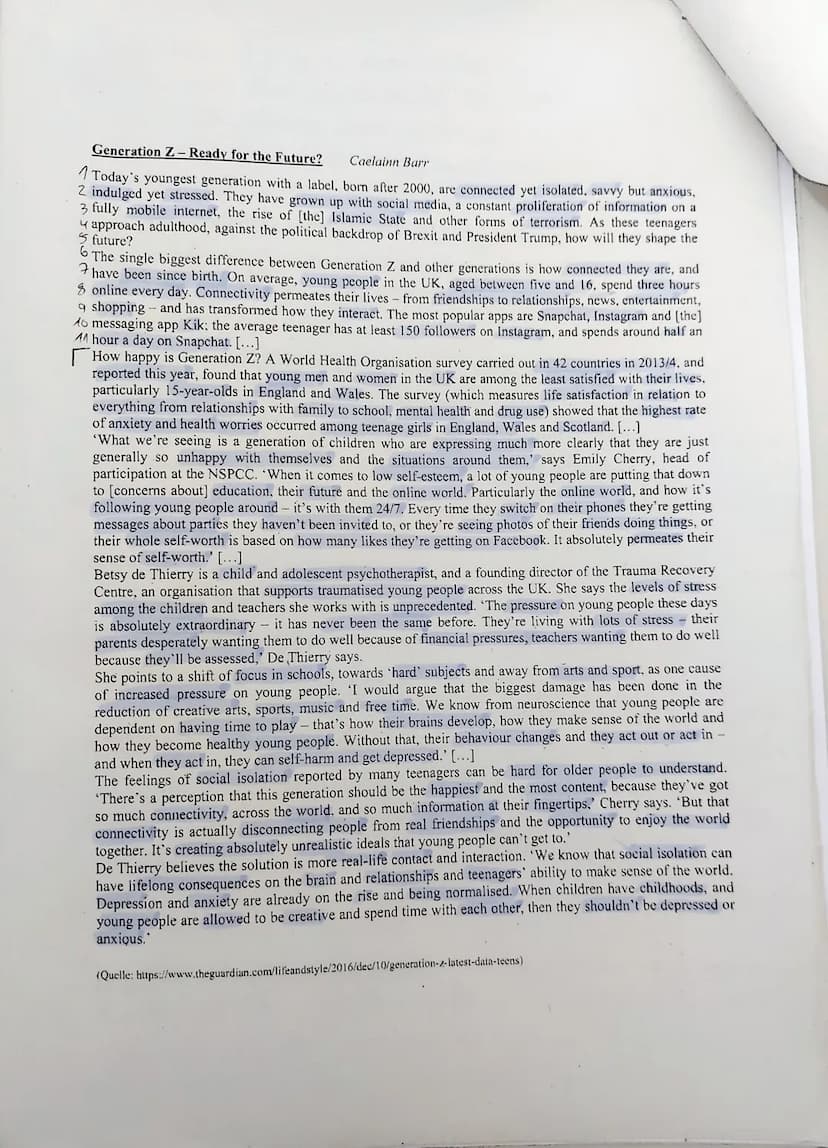 Generation Z – Ready for the Future? Caelainn Barr
1 Today's youngest generation with a label, born after 2000, are connected yet isolated, savvy but anxious,
2 indulged yet stressed. They have grown up with social media, a constant proliferation of information on a
3 fully mobile internet, the rise of [the] Islamic State and other forms of terrorism. As these teenagers
4 approach adulthood, against the political backdrop of Brexit and President Trump, how will they shape the
5 future?
6 The single biggest difference between Generation Z and other generations is how connected they are, and
7 have been since birth. On average, young people in the UK, aged between five and 16, spend three hours
8 online every day. Connectivity permeates their lives – from friendships to relationships, news, entertainment,
9 shopping – and has transformed how they interact. The most popular apps are Snapchat, Instagram and [the]
10 messaging app Kik; the average teenager has at least 150 followers on Instagram, and spends around half an
11 hour a day on Snapchat. [...]
How happy is Generation Z? A World Health Organisation survey carried out in 42 countries in 2013/4, and
reported this year, found that young men and women in the UK are among the least satisfied with their lives,
particularly 15-year-olds in England and Wales. The survey (which measures life satisfaction in relation to
everything from relationships with family to school, mental health and drug use) showed that the highest rate
of anxiety and health worries occurred among teenage girls in England, Wales and Scotland. [...]
'What we're seeing is a generation of children who are expressing much more clearly that they are just
generally so unhappy with themselves and the situations around them,' says Emily Cherry, head of
participation at the NSPCC. 'When it comes to low self-esteem, a lot of young people are putting that down
to [concerns about] education, their future and the online world. Particularly the online world, and how it's
following young people around – it's with them 24/7. Every time they switch on their phones they're getting
messages about parties they haven't been invited to, or they're seeing photos of their friends doing things, or
their whole self-worth is based on how many likes they're getting on Facebook. It absolutely permeates their
sense of self-worth.' [...]
Betsy de Thierry is a child and adolescent psychotherapist, and a founding director of the Trauma Recovery
Centre, an organisation that supports traumatised young people across the UK. She says the levels of stress
among the children and teachers she works with is unprecedented. 'The pressure on young people these days
is absolutely extraordinary – it has never been the same before. They're living with lots of stress – their
parents desperately wanting them to do well because of financial pressures, teachers wanting them to do well
because they'll be assessed,' De Thierry says.
She points to a shift of focus in schools, towards 'hard' subjects and away from arts and sport, as one cause
of increased pressure on young people. 'I would argue that the biggest damage has been done in the
reduction of creative arts, sports, music and free time. We know from neuroscience that young people are
dependent on having time to play – that's how their brains develop, how they make sense of the world and
how they become healthy young people. Without that, their behaviour changes and they act out or act in –
and when they act in, they can self-harm and get depressed.' [...]
The feelings of social isolation reported by many teenagers can be hard for older people to understand.
'There's a perception that this generation should be the happiest and the most content, because they've got
so much connectivity, across the world, and so much information at their fingertips,' Cherry says. 'But that
connectivity is actually disconnecting people from real friendships and the opportunity to enjoy the world
together. It's creating absolutely unrealistic ideals that young people can't get to.'
De Thierry believes the solution is more real-life contact and interaction. 'We know that social isolation can
have lifelong consequences on the brain and relationships and teenagers' ability to make sense of the world.
Depression and anxiety are already on the rise and being normalised. When children have childhoods, and
young people are allowed to be creative and spend time with each other, then they shouldn't be depressed or
anxious.'
(Quelle: https://www.theguardian.com/lifeandstyle/2016/dec/10/generation-z-latest-data-teens)